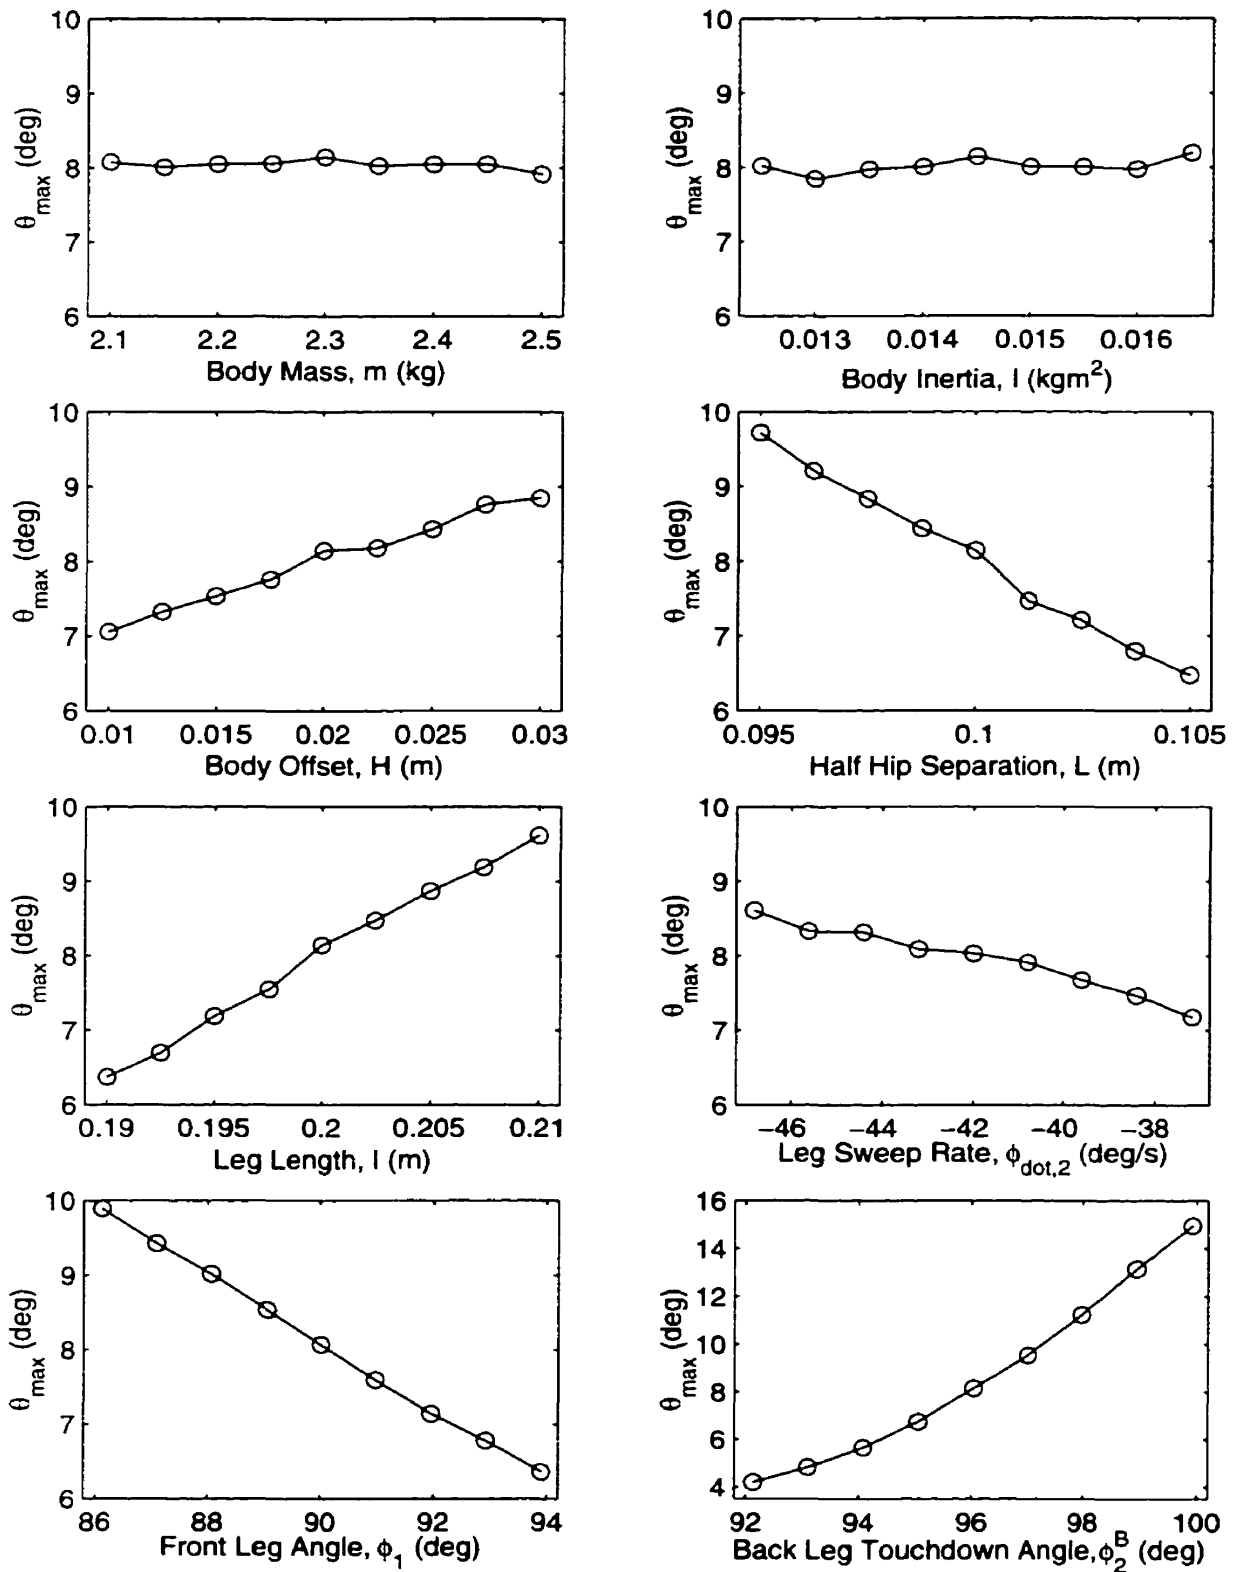 10
9
8
7
6
θmax (deg)
2.1 2.2 2.3 2.4 2.5
Body Mass, m (kg)
10
9
8
7
6
θmax (deg)
0.013 0.014 0.015 0.016
Body Inertia, I (kgm²)
10
9
8
7
6
θmax (deg)
0.01 0.015 0.02 0.025 0.03
Body Offset, H (m)
10
9
8
7
6
θmax (deg)
0.095 0.1 0.105
Half Hip Separation, L (m)
10
9
8
7
6
θmax (deg)
0.19 0.195 0.2 0.205 0.21
Leg Length, l (m)
10
9
8
7
6
θmax (deg)
−46 −44 −42 −40 −38
Leg Sweep Rate, ϕdot,2 (deg/s)
10
9
8
7
6
θmax (deg)
86 88 90 92 94
Front Leg Angle, ϕ1 (deg)
16
14
12
10
8
6
4
θmax (deg)
92 94 96 98 100
Back Leg Touchdown Angle,ϕ2B (deg)